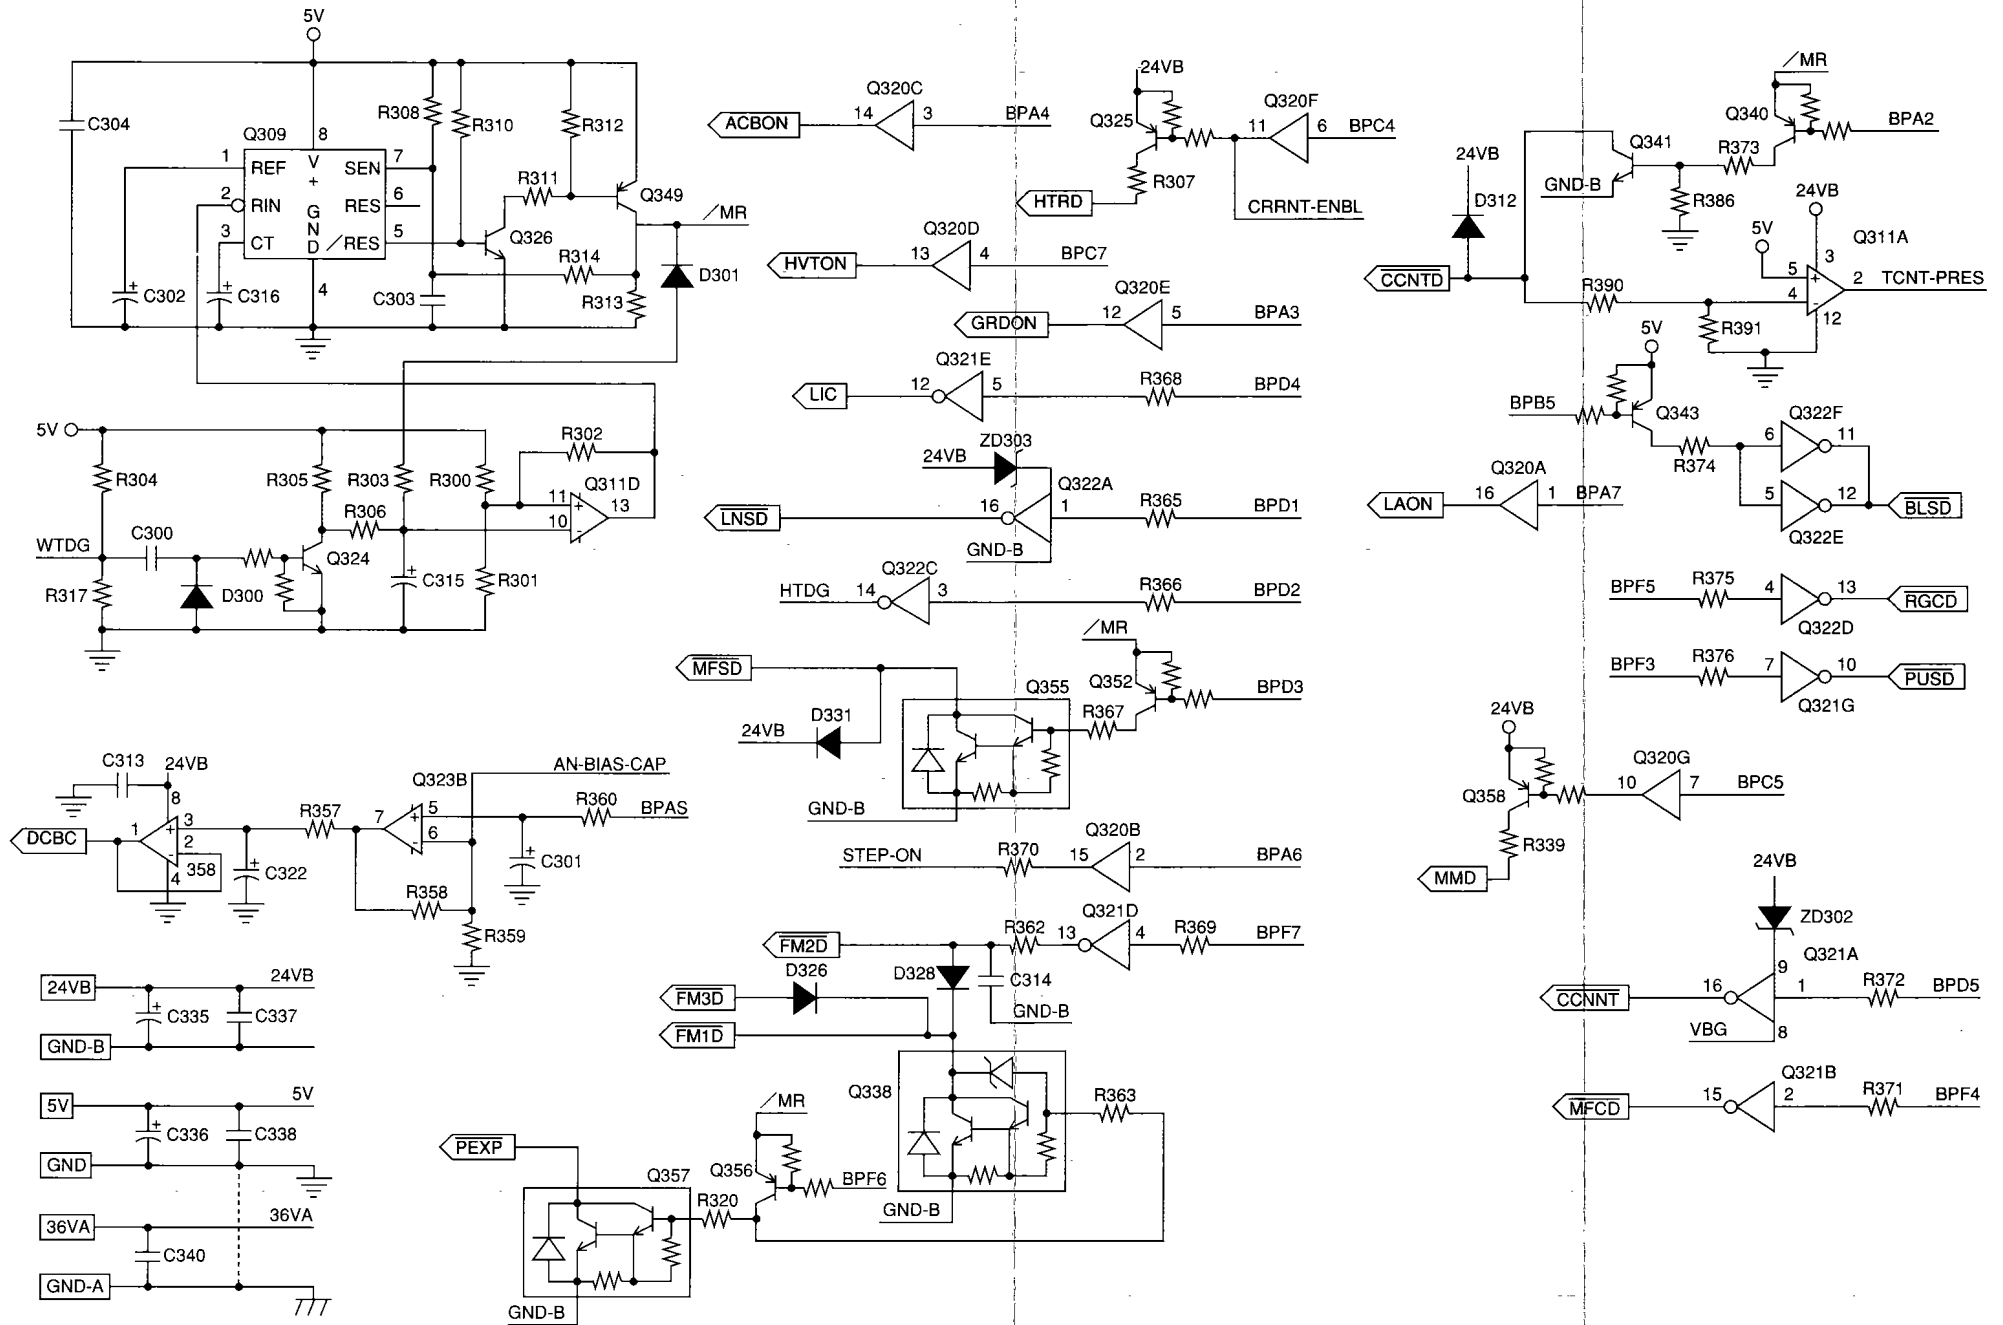 5V
C304
Q309
8
1 REF
2 RIN
3 CT
V+
GND
SEN 7
RES 6
/RES 5
4
R308
R310
R312
R311
Q349
Q326
/MR
R314
D301
C302
C316
C303
R313
5V
R304
R305
R303
R300
R302
Q311D
11 +
10 -
13
R306
WTDG
C300
Q324
R317
D300
C315
R301
C313
24VB
8
DCBC
1
3 +
2 -
358
4
C322
R357
7
Q323B
5 +
6 -
AN-BIAS-CAP
R360
BPAS
C301
R358
R359
24VB
24VB
C335
C337
GND-B
5V
5V
C336
C338
GND
36VA
36VA
C340
GND-A
ACBON
14
Q320C
3
BPA4
24VB
Q325
Q320F
11
6
BPC4
R307
HTRD
CRRNT-ENBL
HVTON
13
Q320D
4
BPC7
GRDON
12
Q320E
5
BPA3
LIC
12
Q321E
5
R368
BPD4
ZD303
24VB
Q322A
LNSD
16
1
R365
BPD1
GND-B
HTDG
14
Q322C
3
R366
BPD2
/MR
MFSD
Q355
Q352
BPD3
R367
D331
24VB
GND-B
STEP-ON
R370
15
Q320B
2
BPA6
FM2D
R362
13
Q321D
4
R369
BPF7
D326
D328
C314
FM3D
GND-B
FM1D
Q338
R363
GND-B
/MR
PEXP
Q357
Q356
BPF6
R320
GND-B
/MR
Q340
BPA2
Q341
R373
GND-B
R386
24VB
D312
CCNTD
24VB
5V
3
Q311A
5 +
4 -
2
TCNT-PRES
12
R390
R391
5V
BPB5
Q343
R374
Q322F
6
11
5
12
Q322E
BLSD
LAON
16
Q320A
1
BPA7
BPF5
R375
4
13
Q322D
RGCD
BPF3
R376
7
10
Q321G
PUSD
24VB
Q358
Q320G
10
7
BPC5
R339
MMD
24VB
ZD302
9
Q321A
CCNNT
16
1
R372
BPD5
VBG
8
MFCD
15
Q321B
2
R371
BPF4